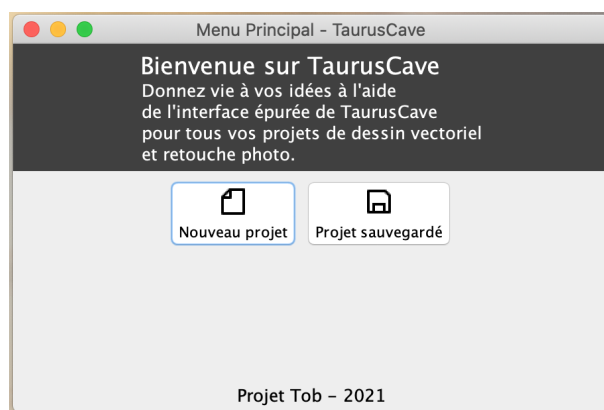 Menu Principal - TaurusCave
Bienvenue sur TaurusCave
Donnez vie à vos idées à l'aide
de l'interface épurée de TaurusCave
pour tous vos projets de dessin vectoriel
et retouche photo.
Nouveau projet
Projet sauvegardé
Projet Tob – 2021